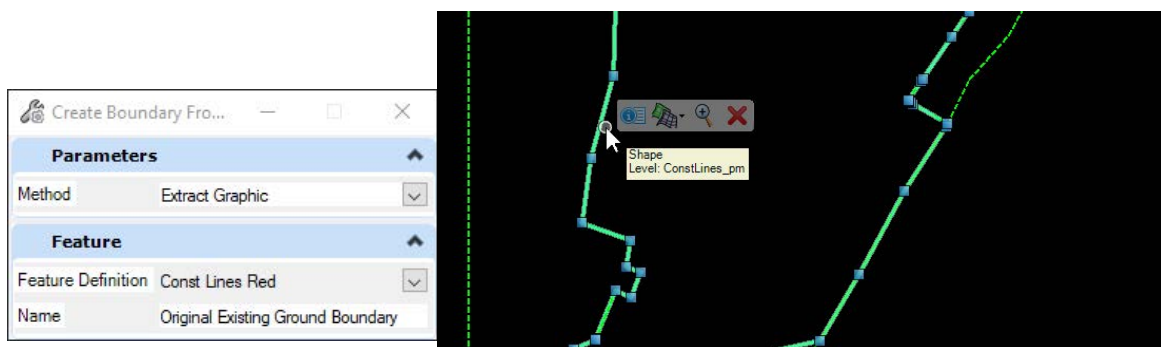 Create Boundary Fro...
Parameters
Method Extract Graphic
Feature
Feature Definition Const Lines Red
Name Original Existing Ground Boundary
Shape
Level: ConstLines_pm